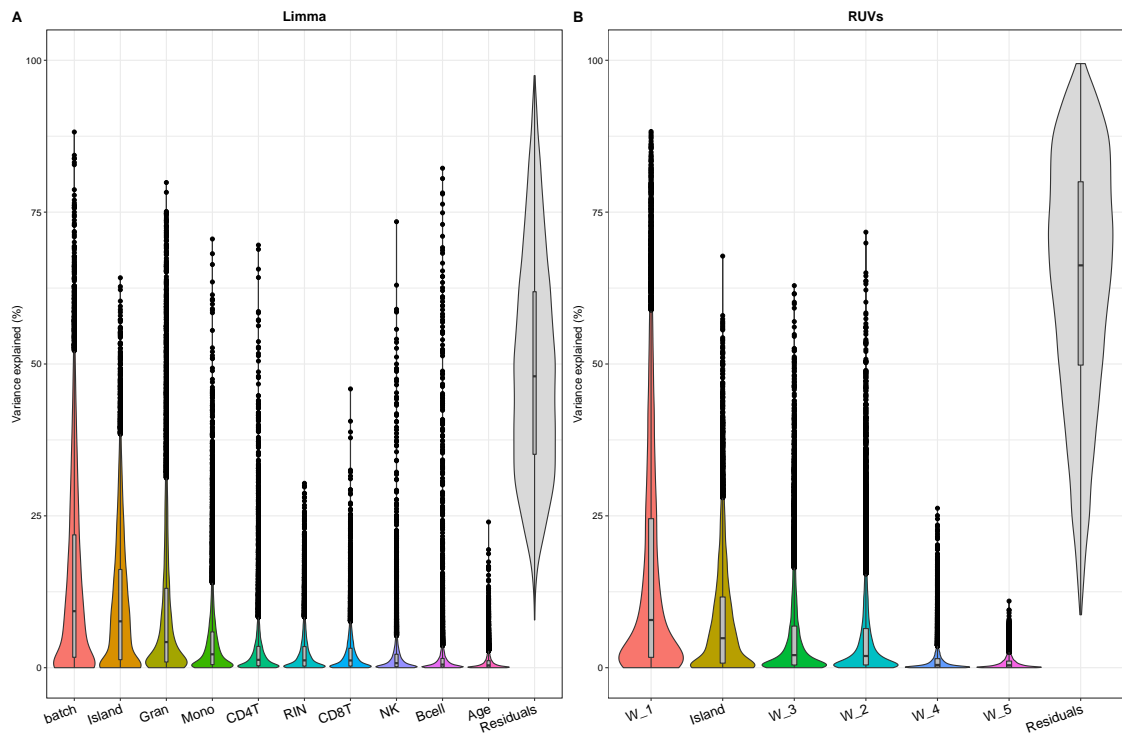 A
Limma
Variance explained (%)
100
75
50
25
0
batch
Island
Gran
Mono
CD4T
RIN
CD8T
NK
Bcell
Age
Residuals
B
RUVs
Variance explained (%)
100
75
50
25
0
W_1
Island
W_3
W_2
W_4
W_5
Residuals